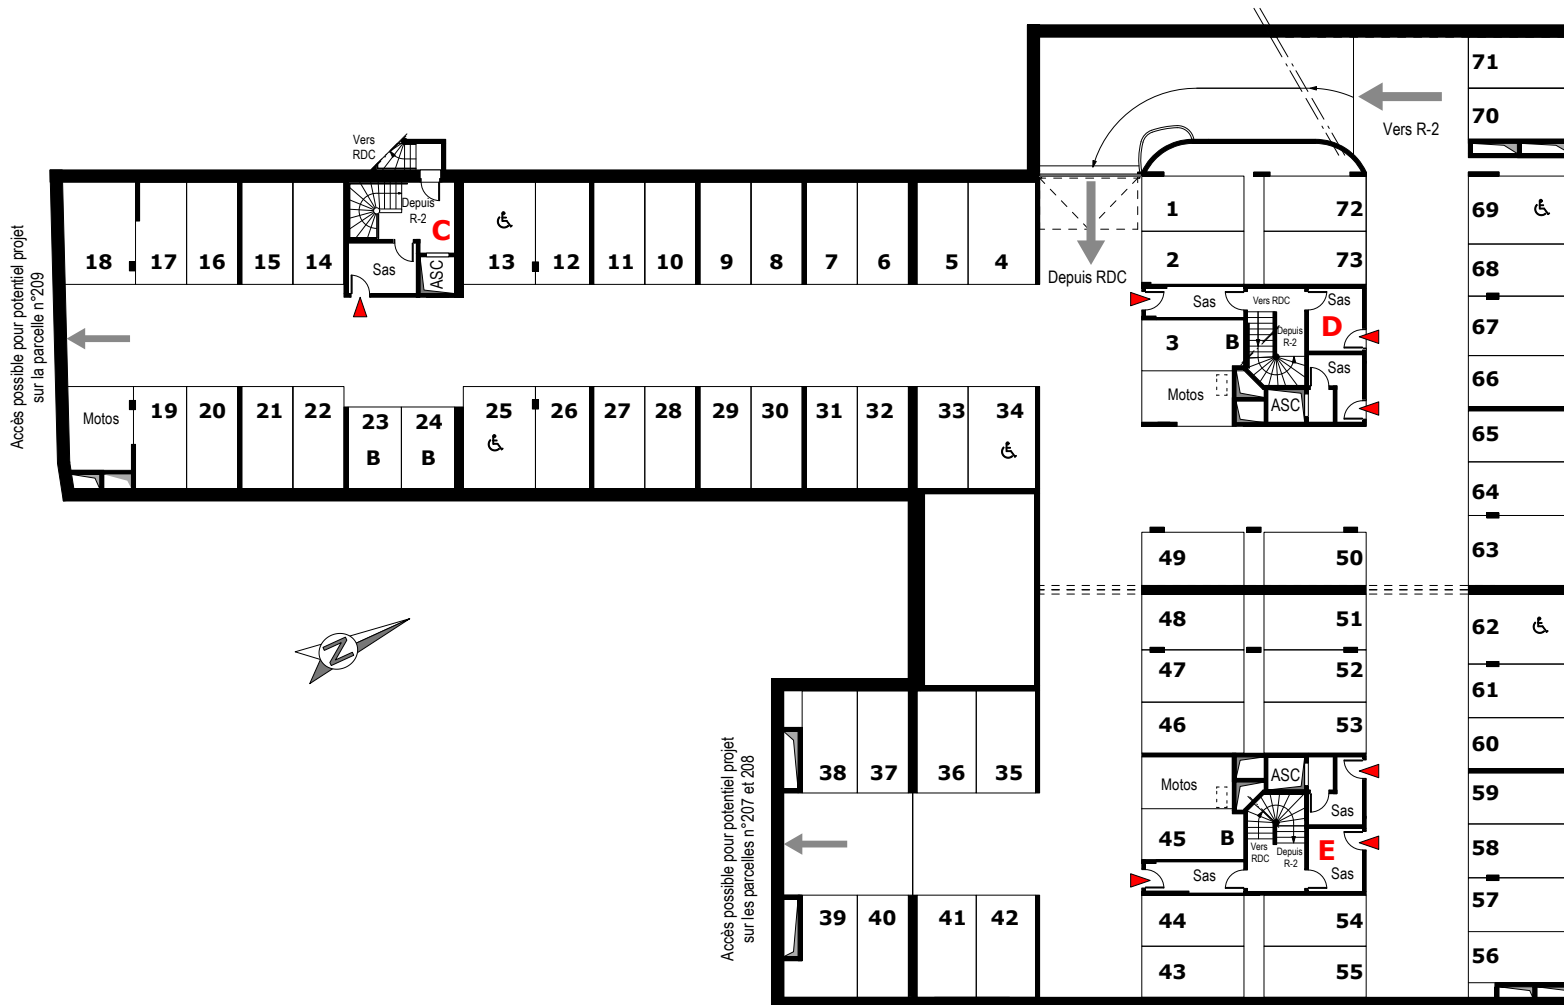 71
70
Vers R-2
Vers
RDC
Depuis
R-2
C
Sas
ASC
18
17
16
15
14
13
12
11
10
9
8
7
6
5
4
Depuis RDC
1
72
2
73
69
68
Accès possible pour potentiel projet
sur la parcelle n°209
Sas
Vers RDC
Sas
D
3
B
Depuis
R-2
Sas
Motos
ASC
67
66
Motos
19
20
21
22
23
B
24
B
25
26
27
28
29
30
31
32
33
34
65
64
63
49
50
48
51
47
52
46
53
62
61
60
N
Accès possible pour potentiel projet
sur les parcelles n°207 et 208
38
37
36
35
Motos
ASC
Sas
45
B
Vers
RDC
Depuis
R-2
E
Sas
Sas
59
58
57
56
39
40
41
42
44
54
43
55